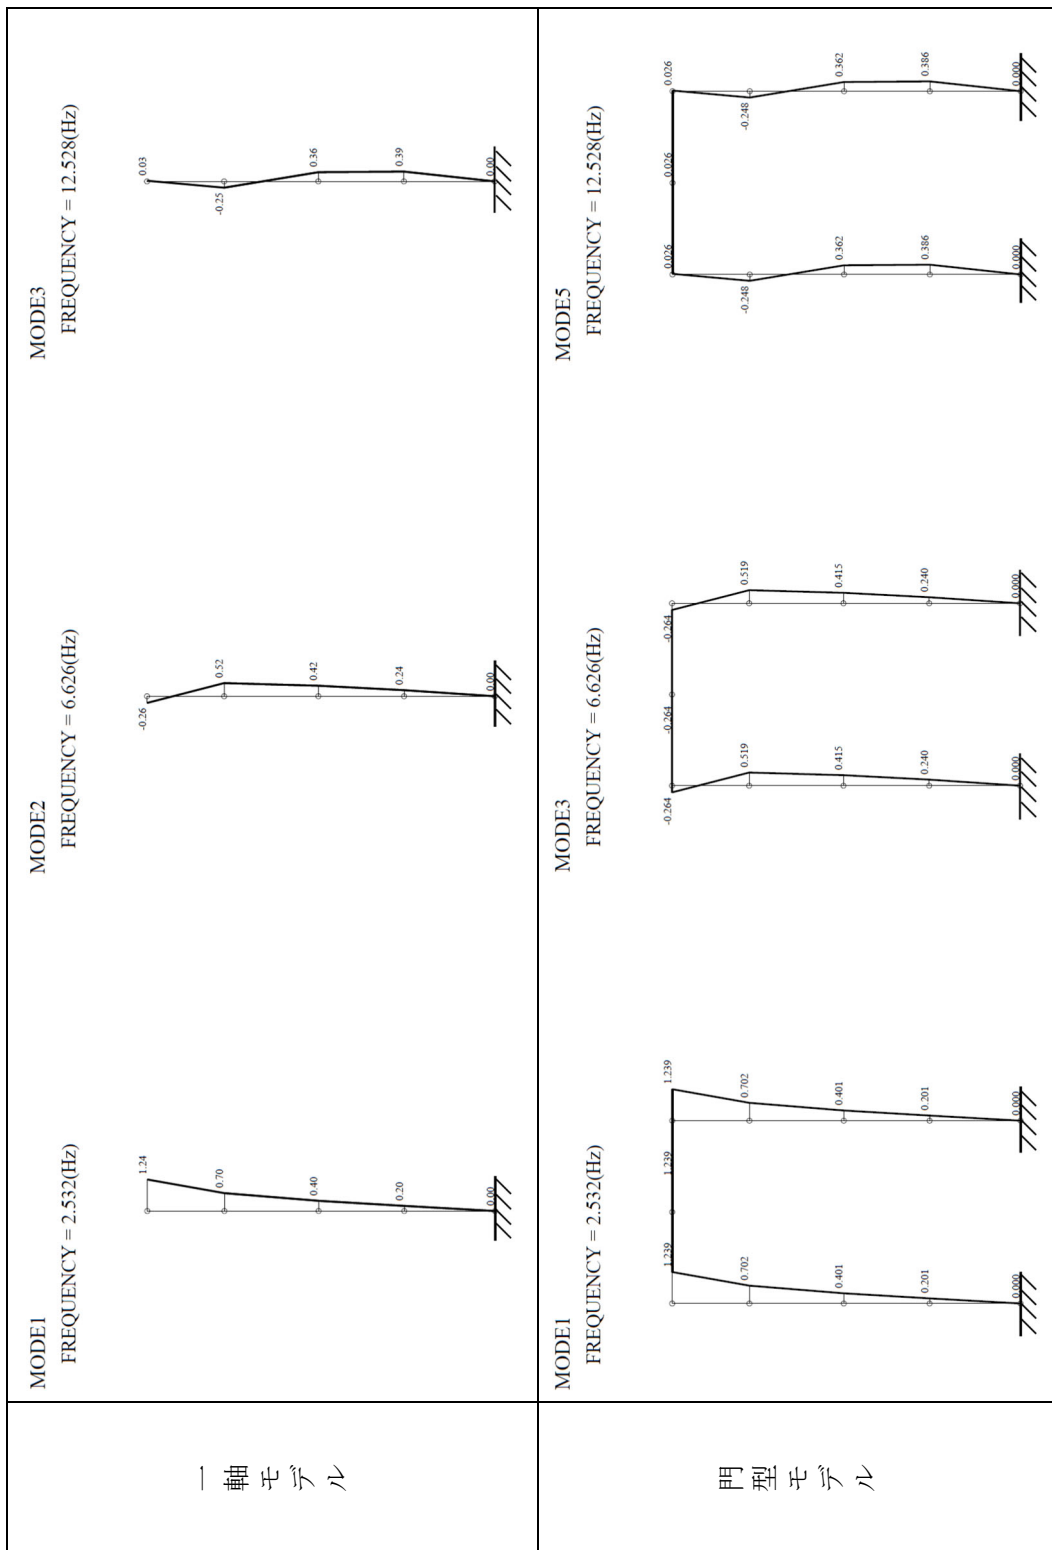 一軸モデル
MODE1
FREQUENCY = 2.532(Hz)
1.24
0.70
0.40
0.20
0.00
MODE2
FREQUENCY = 6.626(Hz)
-0.26
0.52
0.42
0.24
0.00
MODE3
FREQUENCY = 12.528(Hz)
0.03
-0.25
0.36
0.39
0.00
門型モデル
MODE1
FREQUENCY = 2.532(Hz)
1.239 1.239 1.239
0.702 0.702
0.401 0.401
0.201 0.201
0.000 0.000
MODE3
FREQUENCY = 6.626(Hz)
-0.264 -0.264 -0.264
0.519 0.519
0.415 0.415
0.240 0.240
0.000 0.000
MODE5
FREQUENCY = 12.528(Hz)
0.026 0.026 0.026
-0.248 -0.248
0.362 0.362
0.386 0.386
0.000 0.000